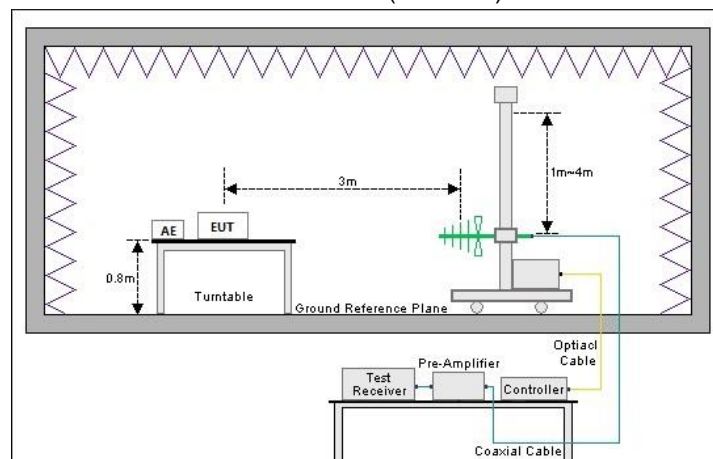 3m
1m~4m
AE
EUT
0.8m
Turntable
Ground Reference Plane
Optiacl
Cable
Pre-Amplifier
Test
Receiver
Controller
Coaxial Cable